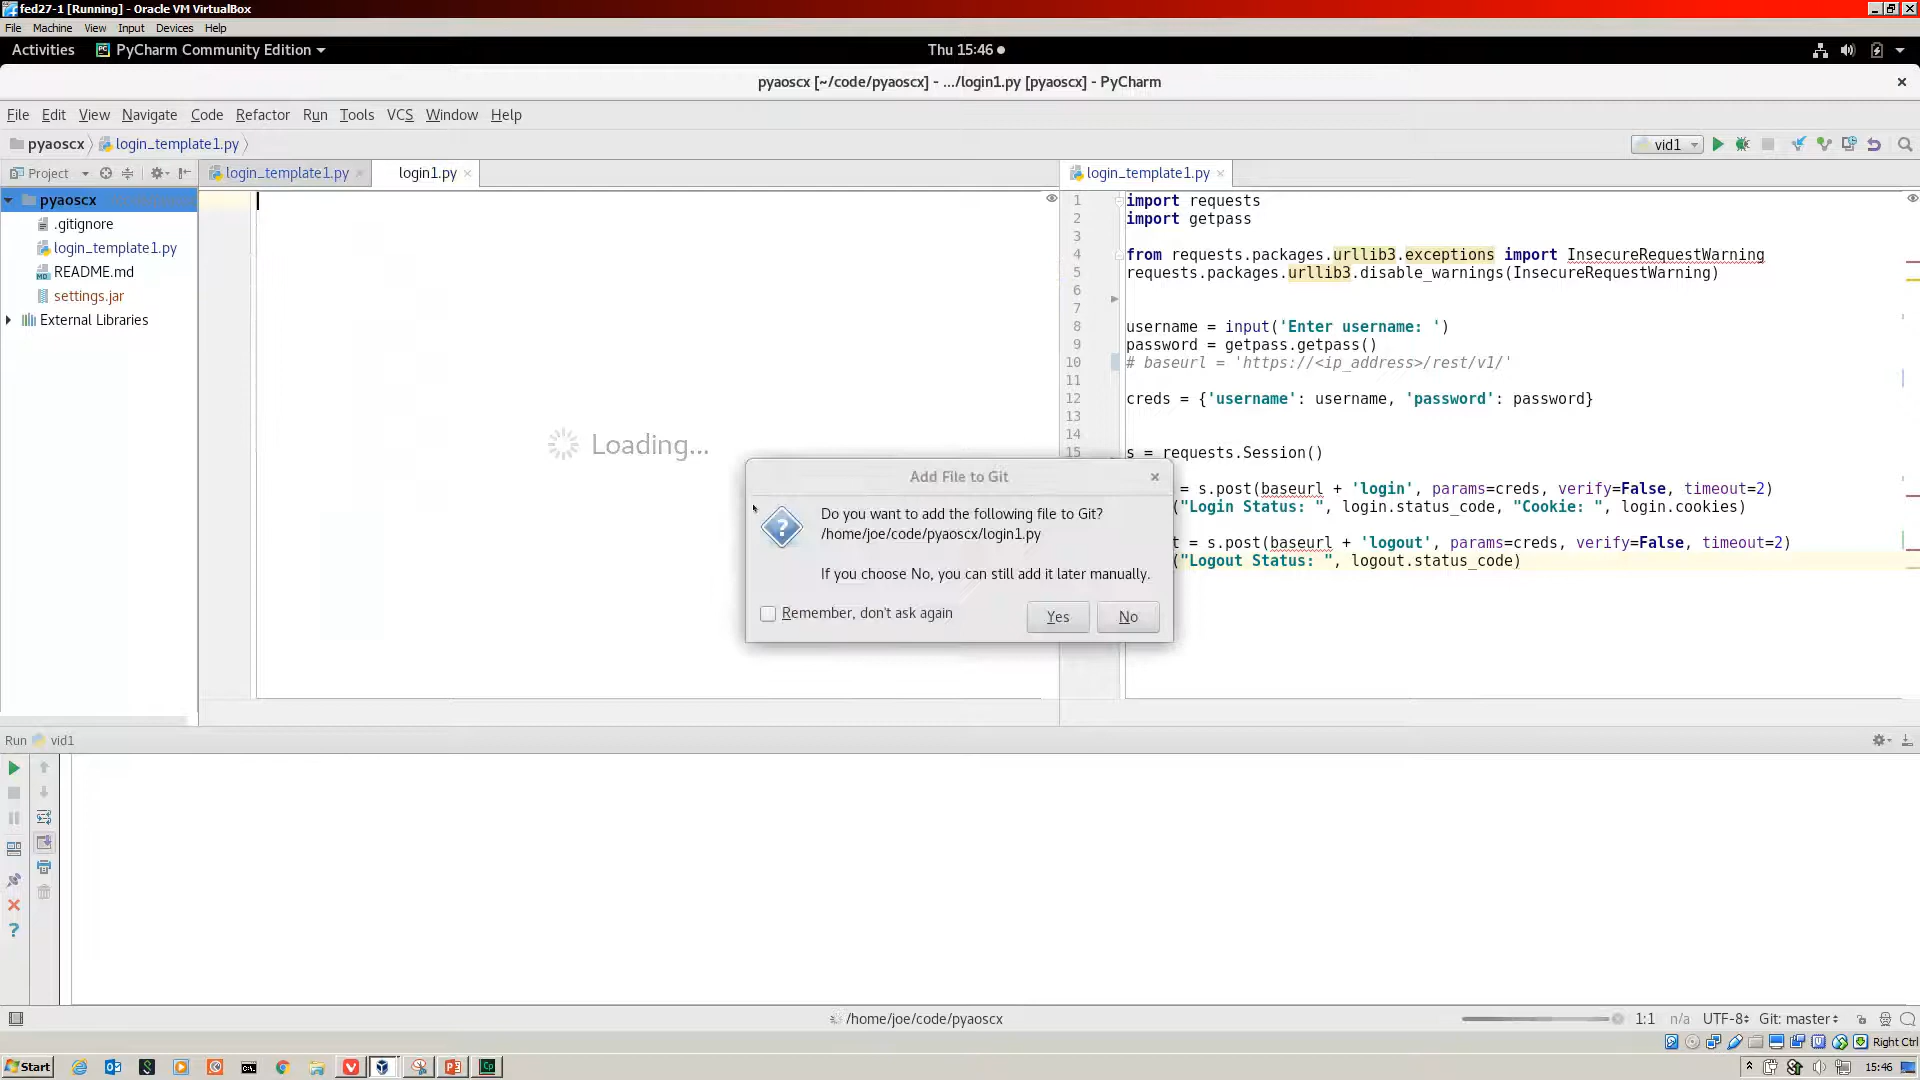 fed27-1 [Running] - Oracle VM VirtualBox
File Machine View Input Devices Help
Activities PyCharm Community Edition Thu 15:46
pyaoscx [~/code/pyaoscx] - .../login1.py [pyaoscx] - PyCharm
File Edit View Navigate Code Refactor Run Tools VCS Window Help
pyaoscx login_template1.py vid1
Project login_template1.py login1.py login_template1.py
pyaoscx
.gitignore
login_template1.py
README.md
settings.jar
External Libraries
Loading...
1 import requests
2 import getpass
3
4 from requests.packages.urllib3.exceptions import InsecureRequestWarning
5 requests.packages.urllib3.disable_warnings(InsecureRequestWarning)
6
7
8 username = input('Enter username: ')
9 password = getpass.getpass()
10 # baseurl = 'https://<ip_address>/rest/v1/'
11
12 creds = {'username': username, 'password': password}
13
14
15 s = requests.Session()
= s.post(baseurl + 'login', params=creds, verify=False, timeout=2)
("Login Status: ", login.status_code, "Cookie: ", login.cookies)
t = s.post(baseurl + 'logout', params=creds, verify=False, timeout=2)
("Logout Status: ", logout.status_code)
Add File to Git
Do you want to add the following file to Git?
/home/joe/code/pyaoscx/login1.py
If you choose No, you can still add it later manually.
Remember, don't ask again Yes No
Run vid1
/home/joe/code/pyaoscx 1:1 n/a UTF-8 Git: master
Right Ctrl
Start 15:46